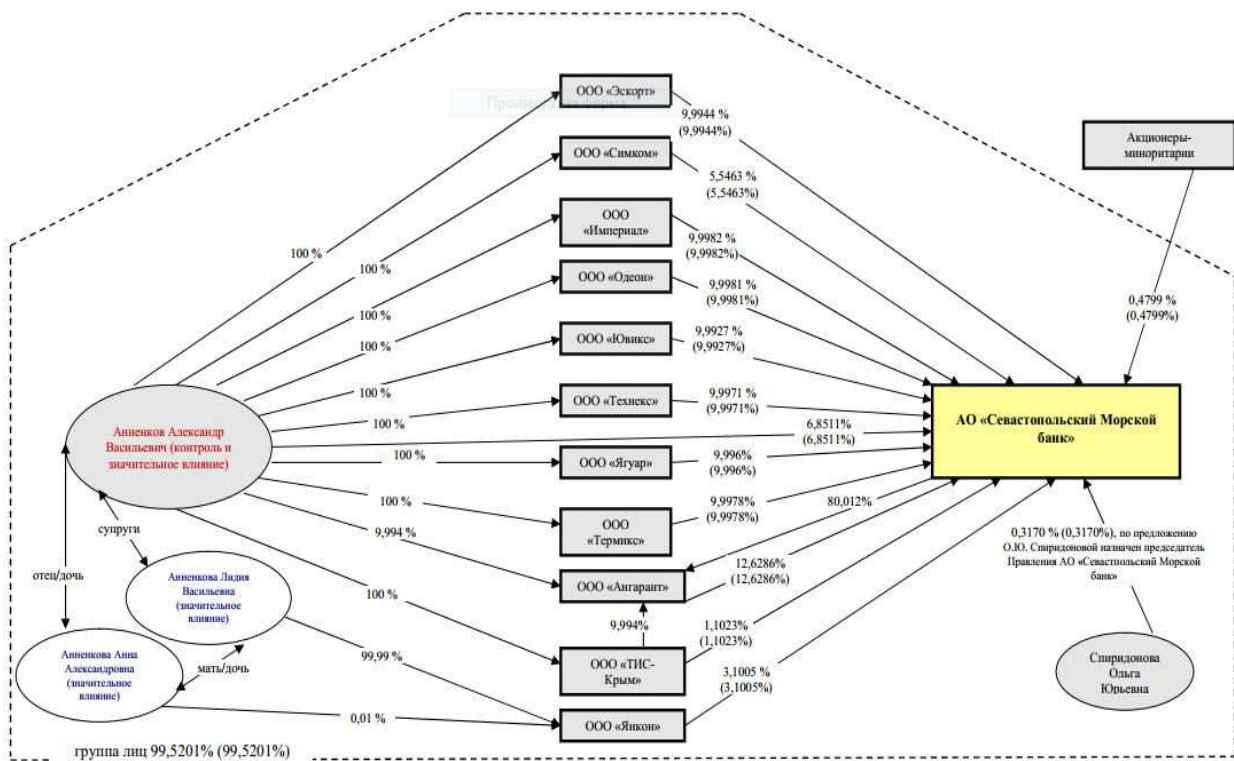 Произвольная форма
ООО «Эскорт»
9,9944 %
(9,9944%)
Акционеры-
миноритарии
ООО «Симком»
5,5463 %
(5,5463%)
ООО
«Империал»
9,9982 %
(9,9982%)
100 %
100 %
ООО «Одеон»
9,9981 %
(9,9981%)
0,4799 %
(0,4799%)
100 %
ООО «Ювикс»
9,9927 %
(9,9927%)
100 %
100 %
ООО «Технекс»
9,9971 %
(9,9971%)
100 %
Анненков Александр
Васильевич (контроль и
значительное влияние)
6,8511%
(6,8511%)
АО «Севастопольский Морской
банк»
100 %
ООО «Ягуар»
9,996%
(9,996%)
100 %
ООО
«Термикс»
9,9978 %
(9,9978%)
80,012%
супруги
9,994 %
0,3170 % (0,3170%), по предложению
О.Ю. Спиридоновой назначен председатель
Правления АО «Севастпольский Морской
банк»
отец/дочь
Анненкова Лидия
Васильевна
(значительное
влияние)
100 %
ООО «Ангарант»
12,6286%
(12,6286%)
9,994%
1,1023%
(1,1023%)
Анненкова Анна
Александровна
(значительное
влияние)
мать/дочь
99,99 %
ООО «ТИС-
Крым»
3,1005 %
(3,1005%)
Спиридонова
Ольга
Юрьевна
0,01 %
ООО «Янкон»
группа лиц 99,5201% (99,5201%)